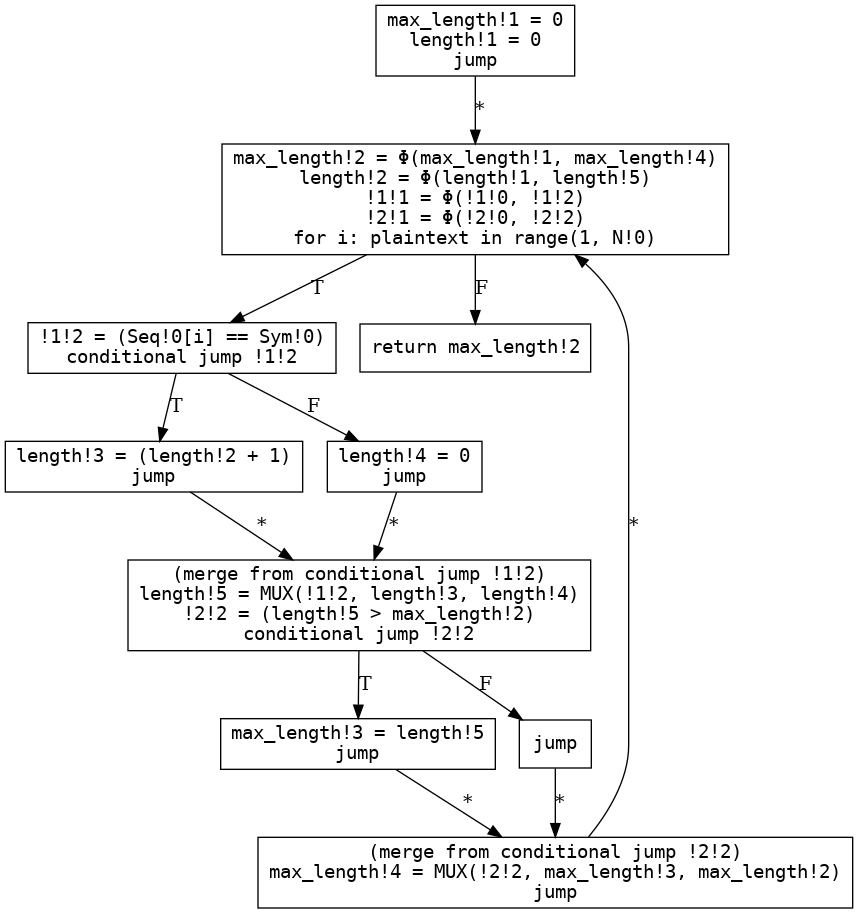 max_length!1 = 0
length!1 = 0
jump
*
max_length!2 = Φ(max_length!1, max_length!4)
length!2 = Φ(length!1, length!5)
!1!1 = Φ(!1!0, !1!2)
!2!1 = Φ(!2!0, !2!2)
for i: plaintext in range(1, N!0)
T
F
!1!2 = (Seq!0[i] == Sym!0)
conditional jump !1!2
return max_length!2
T
F
length!3 = (length!2 + 1)
jump
length!4 = 0
jump
*
*
*
(merge from conditional jump !1!2)
length!5 = MUX(!1!2, length!3, length!4)
!2!2 = (length!5 > max_length!2)
conditional jump !2!2
T
F
max_length!3 = length!5
jump
jump
*
*
(merge from conditional jump !2!2)
max_length!4 = MUX(!2!2, max_length!3, max_length!2)
jump